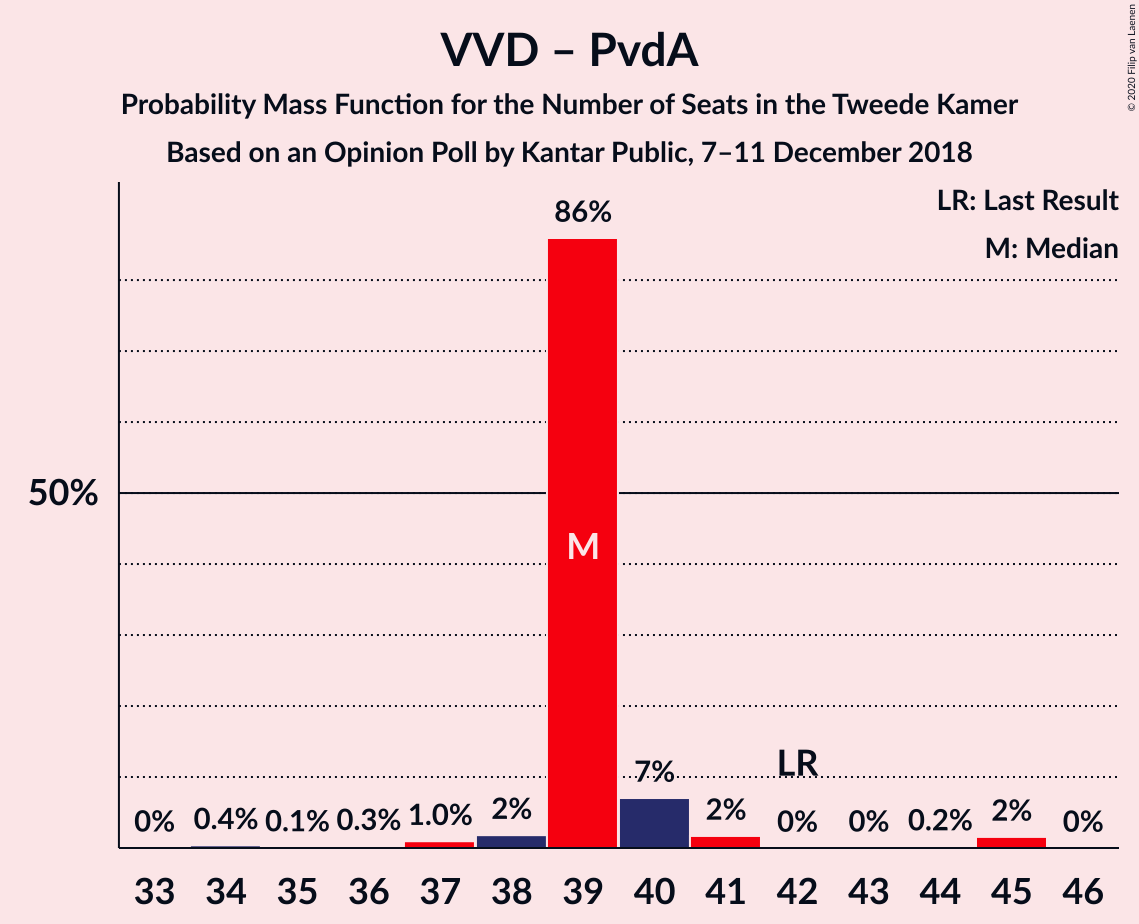 VVD – PvdA
Probability Mass Function for the Number of Seats in the Tweede Kamer
Based on an Opinion Poll by Kantar Public, 7–11 December 2018
© 2020 Filip van Laenen
LR: Last Result
M: Median
50%
86%
M
0% 0.4% 0.1% 0.3% 1.0% 2% 7% 2% 0% 0% 0.2% 2% 0%
LR
33 34 35 36 37 38 39 40 41 42 43 44 45 46